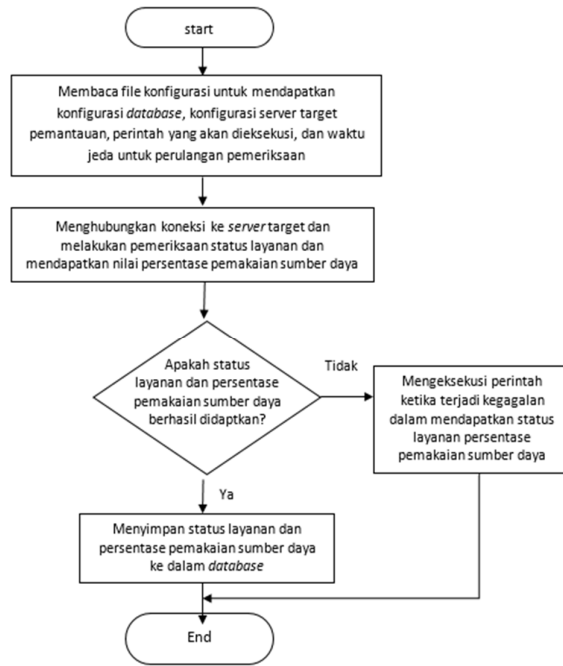 start
Membaca file konfigurasi untuk mendapatkan
konfigurasi database, konfigurasi server target
pemantauan, perintah yang akan dieksekusi, dan waktu
jeda untuk perulangan pemeriksaan
Menghubungkan koneksi ke server target dan
melakukan pemeriksaan status layanan dan
mendapatkan nilai persentase pemakaian sumber daya
Apakah status
layanan dan persentase
pemakaian sumber daya
berhasil didaptkan?
Tidak
Mengeksekusi perintah
ketika terjadi kegagalan
dalam mendapatkan status
layanan persentase
pemakaian sumber daya
Ya
Menyimpan status layanan dan
persentase pemakaian sumber daya
ke dalam database
End